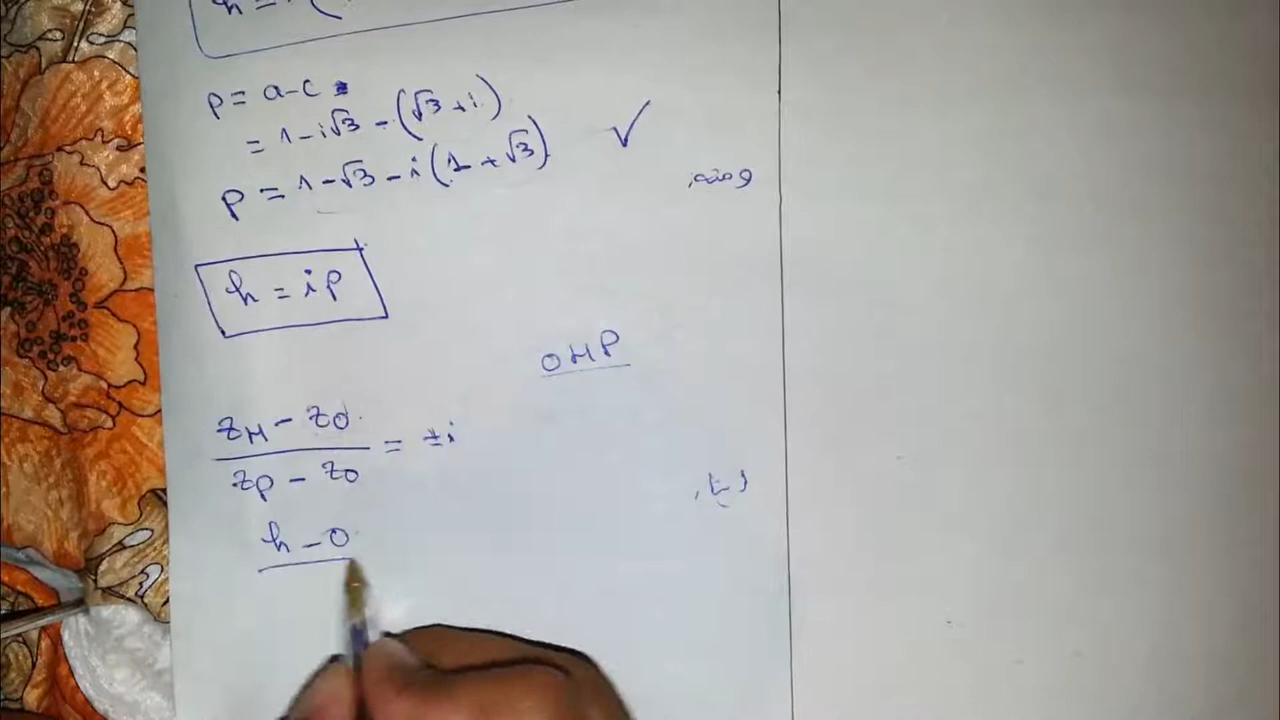 h =
p = a - c
= 1 - i√3 - (√3 + i)
p = 1 - √3 - i(1 + √3) ✓
h = ip
OHP
zH - zO
zP - zO
= ±i
h - 0